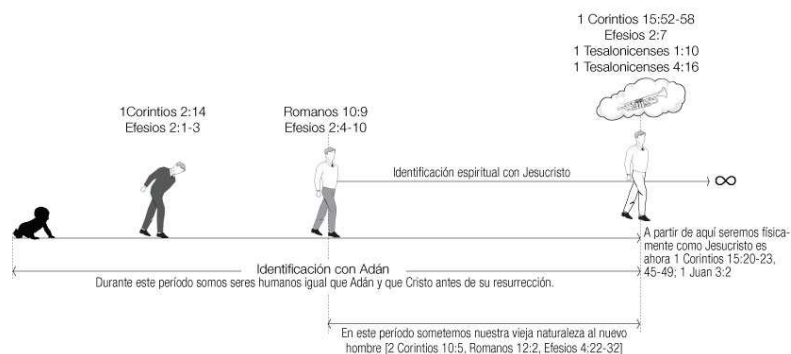 1 Corintios 15:52-58
Efesios 2:7
1 Tesalonicenses 1:10
1 Tesalonicenses 4:16
1Corintios 2:14
Efesios 2:1-3
Romanos 10:9
Efesios 2:4-10
Identificación espiritual con Jesucristo
∞
A partir de aquí seremos física-
mente como Jesucristo es
ahora 1 Corintios 15:20-23,
45-49; 1 Juan 3:2
Identificación con Adán
Durante este período somos seres humanos igual que Adán y que Cristo antes de su resurrección.
En este período sometemos nuestra vieja naturaleza al nuevo
hombre [2 Corintios 10:5, Romanos 12:2, Efesios 4:22-32]